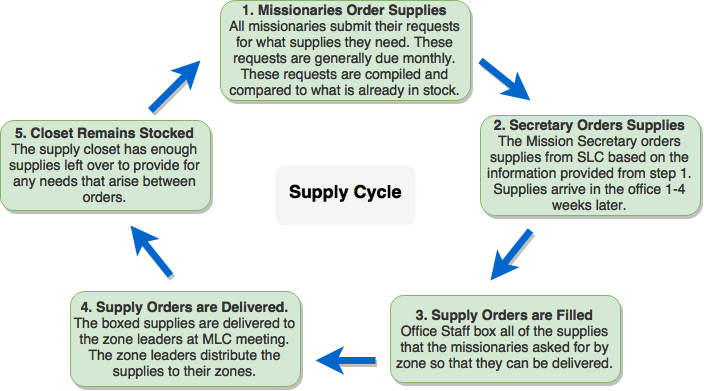 1. Missionaries Order Supplies
All missionaries submit their requests
for what supplies they need. These
requests are generally due monthly.
These requests are compiled and
compared to what is already in stock.
2. Secretary Orders Supplies
The Mission Secretary orders
supplies from SLC based on the
information provided from step 1.
Supplies arrive in the office 1-4
weeks later.
3. Supply Orders are Filled
Office Staff box all of the supplies
that the missionaries asked for by
zone so that they can be delivered.
4. Supply Orders are Delivered.
The boxed supplies are delivered to
the zone leaders at MLC meeting.
The zone leaders distribute the
supplies to their zones.
5. Closet Remains Stocked
The supply closet has enough
supplies left over to provide for
any needs that arise between
orders.
Supply Cycle